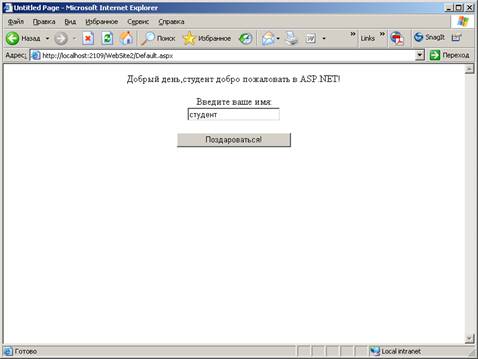 Untitled Page - Microsoft Internet Explorer
Файл Правка Вид Избранное Сервис Справка
Назад Поиск Избранное Links SnagIt
Адрес: http://localhost:2109/WebSite2/Default.aspx Переход
Добрый день,студент добро пожаловать в ASP.NET!
Введите ваше имя:
студент
Поздароваться!
Готово Local intranet